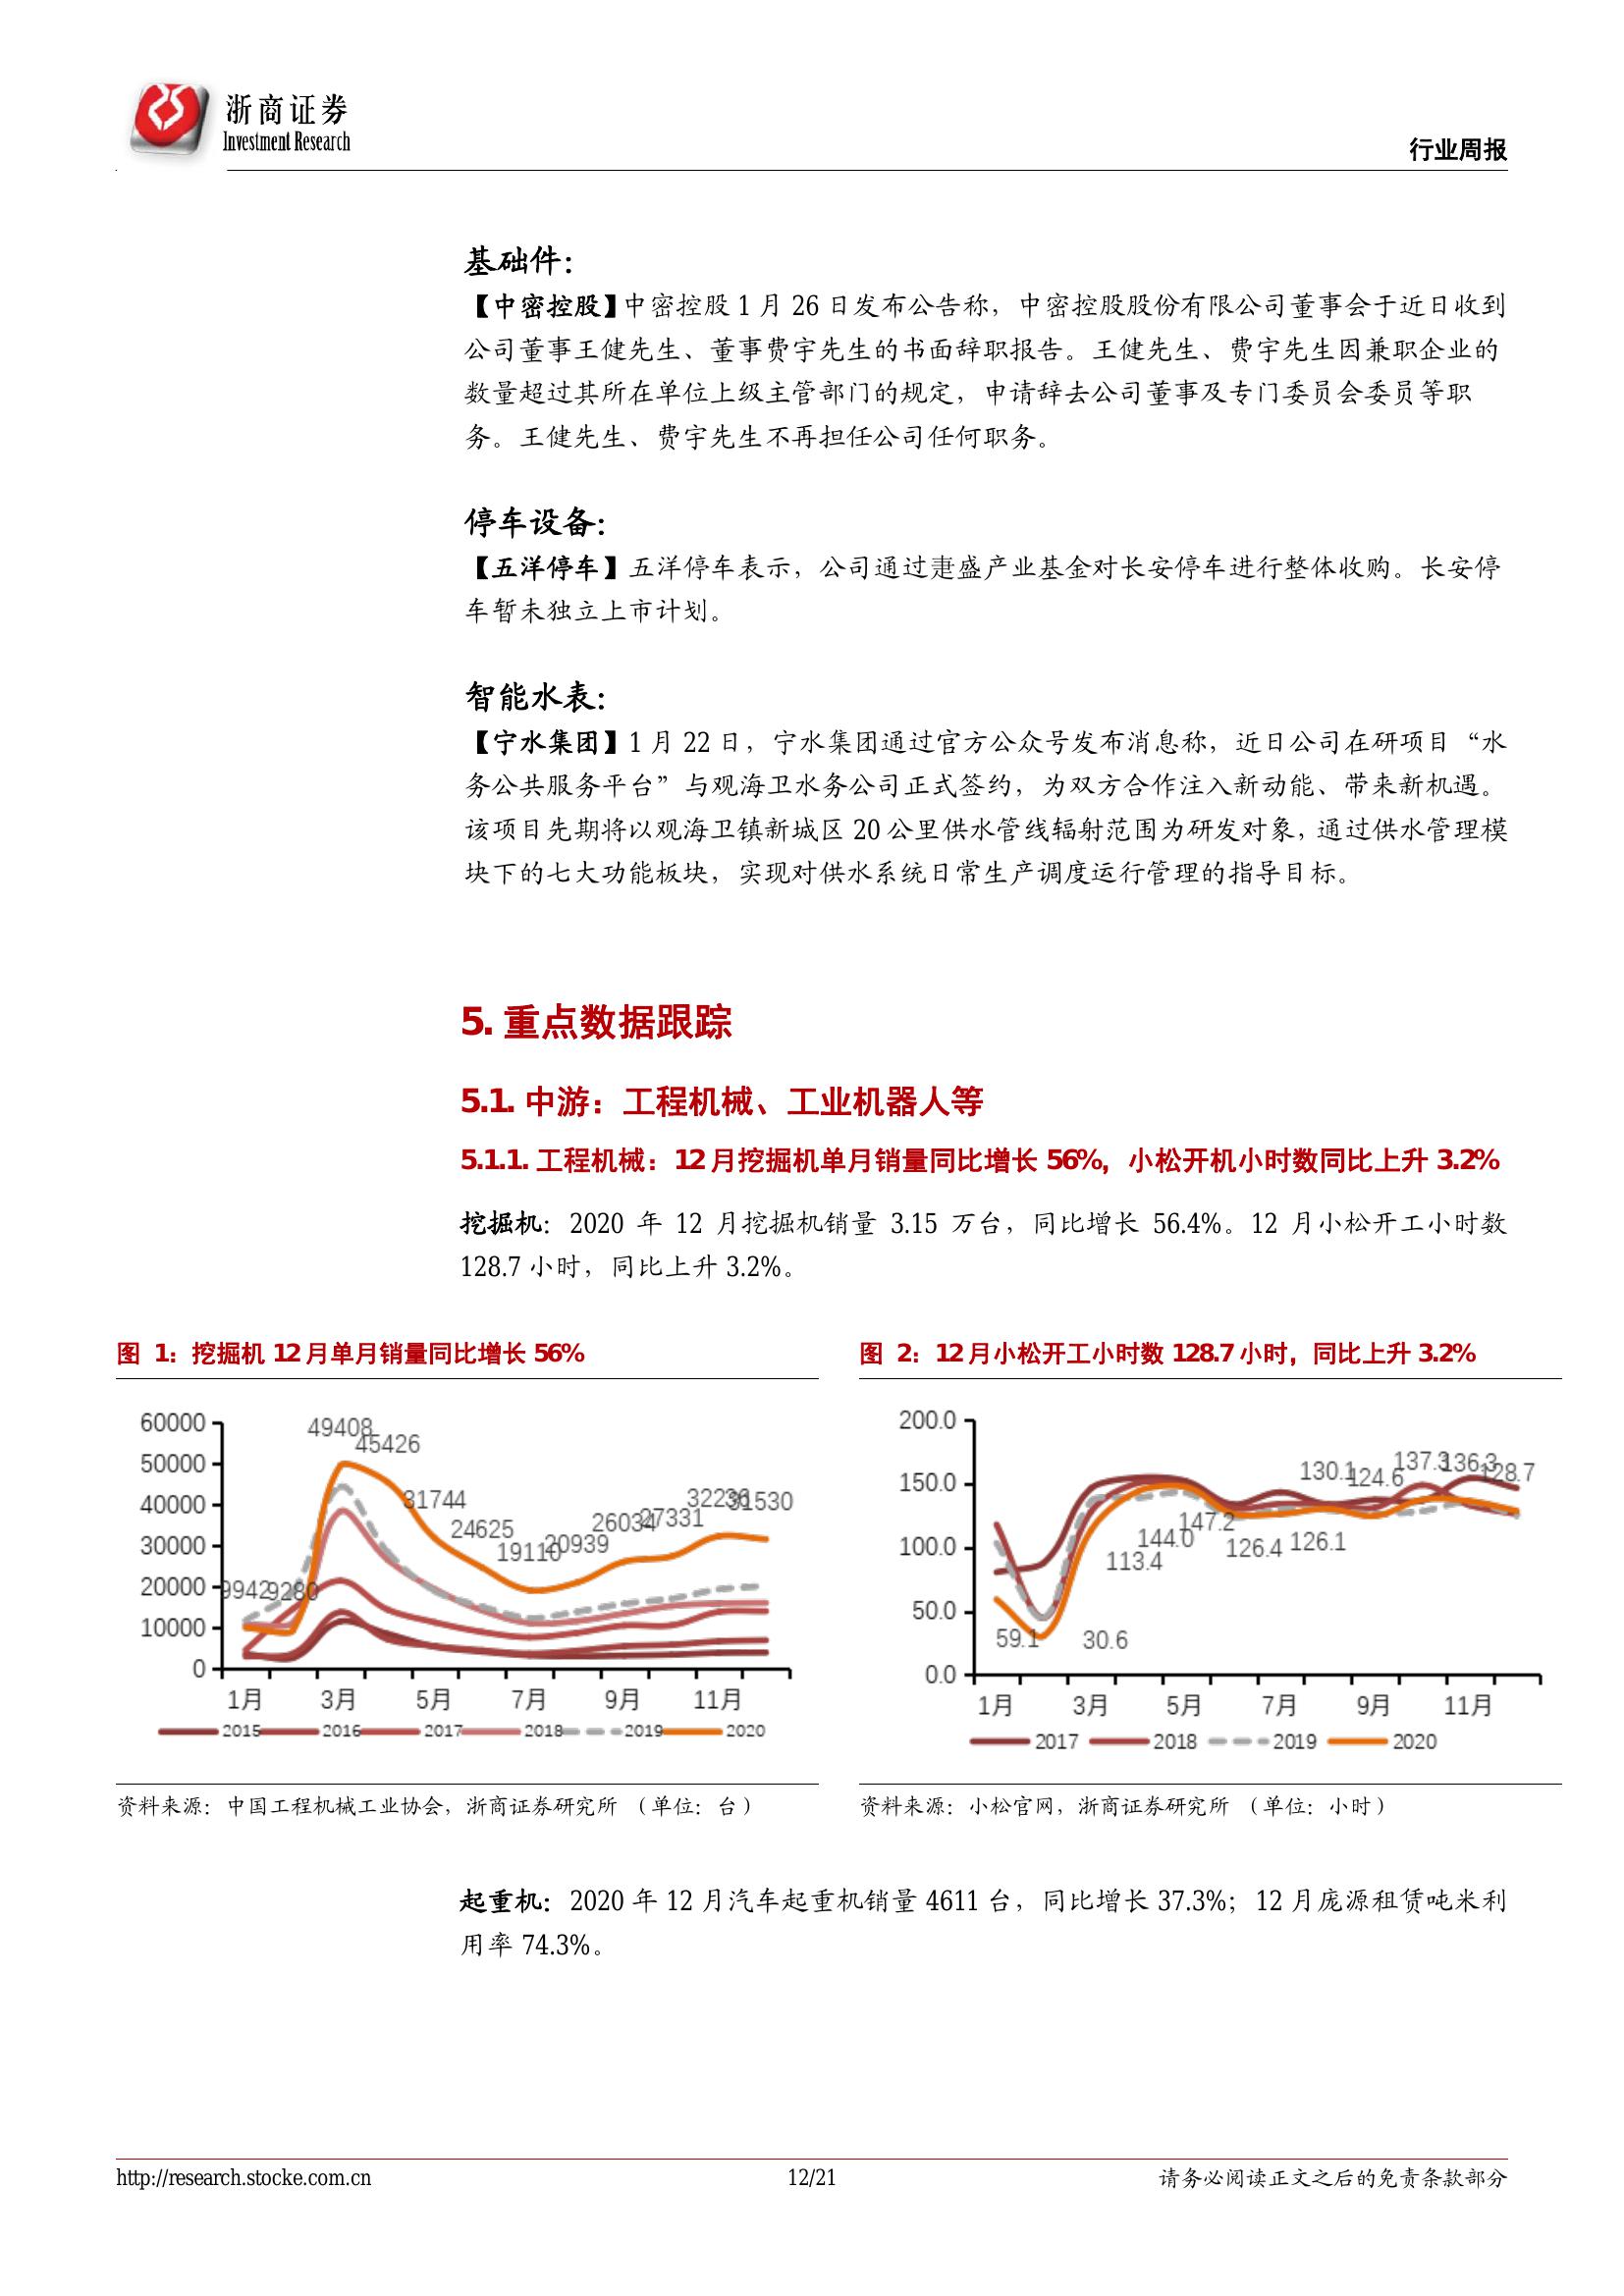 浙商证券
Investment Research
行业周报
基础件：
【中密控股】中密控股 1 月 26 日发布公告称，中密控股股份有限公司董事会于近日收到
公司董事王健先生、董事费宇先生的书面辞职报告。王健先生、费宇先生因兼职企业的
数量超过其所在单位上级主管部门的规定，申请辞去公司董事及专门委员会委员等职
务。王健先生、费宇先生不再担任公司任何职务。
停车设备：
【五洋停车】五洋停车表示，公司通过疌盛产业基金对长安停车进行整体收购。长安停
车暂未独立上市计划。
智能水表：
【宁水集团】1 月 22 日，宁水集团通过官方公众号发布消息称，近日公司在研项目“水
务公共服务平台”与观海卫水务公司正式签约，为双方合作注入新动能、带来新机遇。
该项目先期将以观海卫镇新城区 20 公里供水管线辐射范围为研发对象，通过供水管理模
块下的七大功能板块，实现对供水系统日常生产调度运行管理的指导目标。
5. 重点数据跟踪
5.1. 中游：工程机械、工业机器人等
5.1.1. 工程机械：12 月挖掘机单月销量同比增长 56%，小松开机小时数同比上升 3.2%
挖掘机：2020 年 12 月挖掘机销量 3.15 万台，同比增长 56.4%。12 月小松开工小时数
128.7 小时，同比上升 3.2%。
图 1：挖掘机 12 月单月销量同比增长 56%
60000
50000
40000
30000
20000
10000
0
9942
9280
49408
45426
31744
24625
19110
20939
26034
27331
32236
31530
1月 3月 5月 7月 9月 11月
2015 2016 2017 2018 2019 2020
资料来源：中国工程机械工业协会，浙商证券研究所 （单位：台）
图 2：12 月小松开工小时数 128.7 小时，同比上升 3.2%
200.0
150.0
100.0
50.0
0.0
59.1
30.6
113.4
144.0
147.2
126.4
126.1
130.1
124.6
137.3
136.3
128.7
1月 3月 5月 7月 9月 11月
2017 2018 2019 2020
资料来源：小松官网，浙商证券研究所 （单位：小时）
起重机：2020 年 12 月汽车起重机销量 4611 台，同比增长 37.3%；12 月庞源租赁吨米利
用率 74.3%。
http://research.stocke.com.cn 12/21 请务必阅读正文之后的免责条款部分